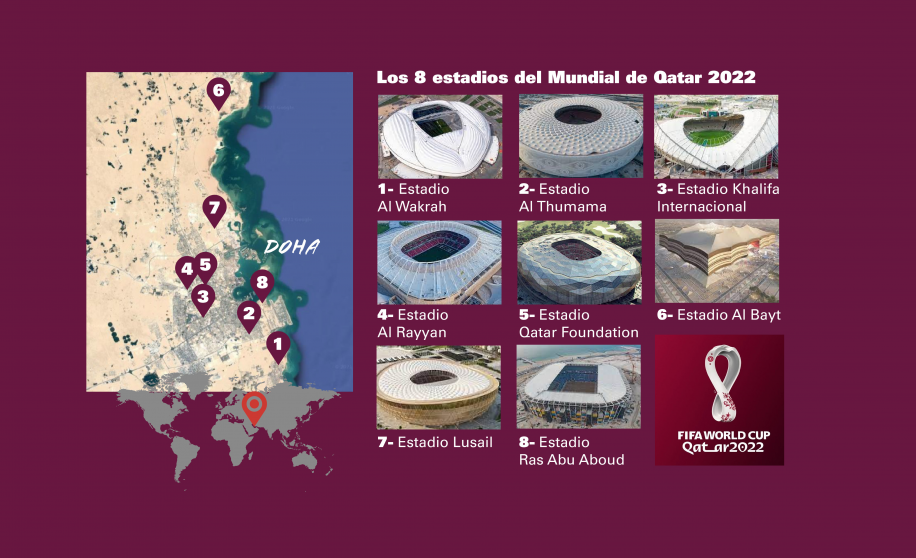 Los 8 estadios del Mundial de Qatar 2022
6
7
DOHA
4
5
8
3
2
1
1- Estadio
Al Wakrah
2- Estadio
Al Thumama
3- Estadio Khalifa
Internacional
4- Estadio
Al Rayyan
5- Estadio
Qatar Foundation
6- Estadio Al Bayt
7- Estadio Lusail
8- Estadio
Ras Abu Aboud
FIFA WORLD CUP
Qatar2022